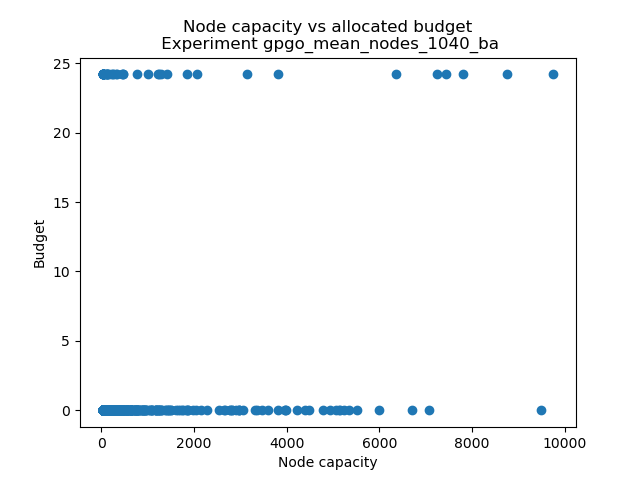 Node capacity vs allocated budget
Experiment gpgo_mean_nodes_1040_ba
25
20
15
10
5
0
Budget
0 2000 4000 6000 8000 10000
Node capacity